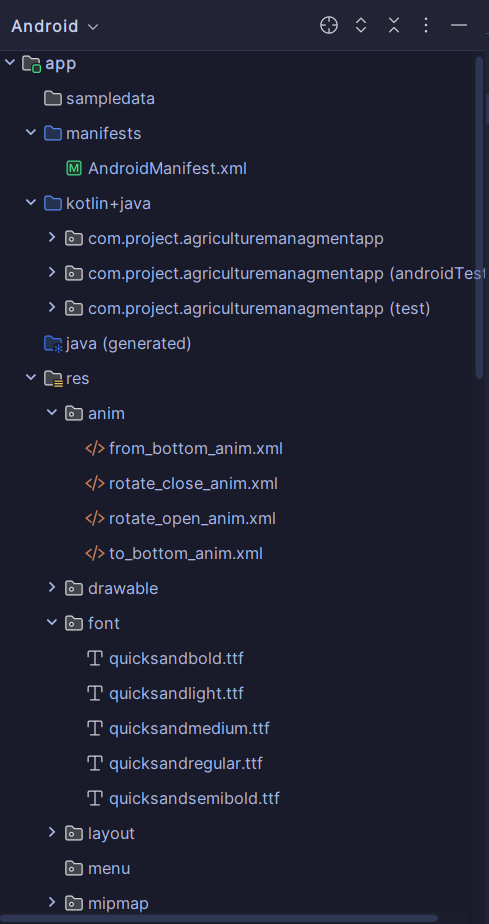 Android
app
sampledata
manifests
AndroidManifest.xml
kotlin+java
com.project.agriculturemanagmentapp
com.project.agriculturemanagmentapp (androidTest
com.project.agriculturemanagmentapp (test)
java (generated)
res
anim
from_bottom_anim.xml
rotate_close_anim.xml
rotate_open_anim.xml
to_bottom_anim.xml
drawable
font
quicksandbold.ttf
quicksandlight.ttf
quicksandmedium.ttf
quicksandregular.ttf
quicksandsemibold.ttf
layout
menu
mipmap